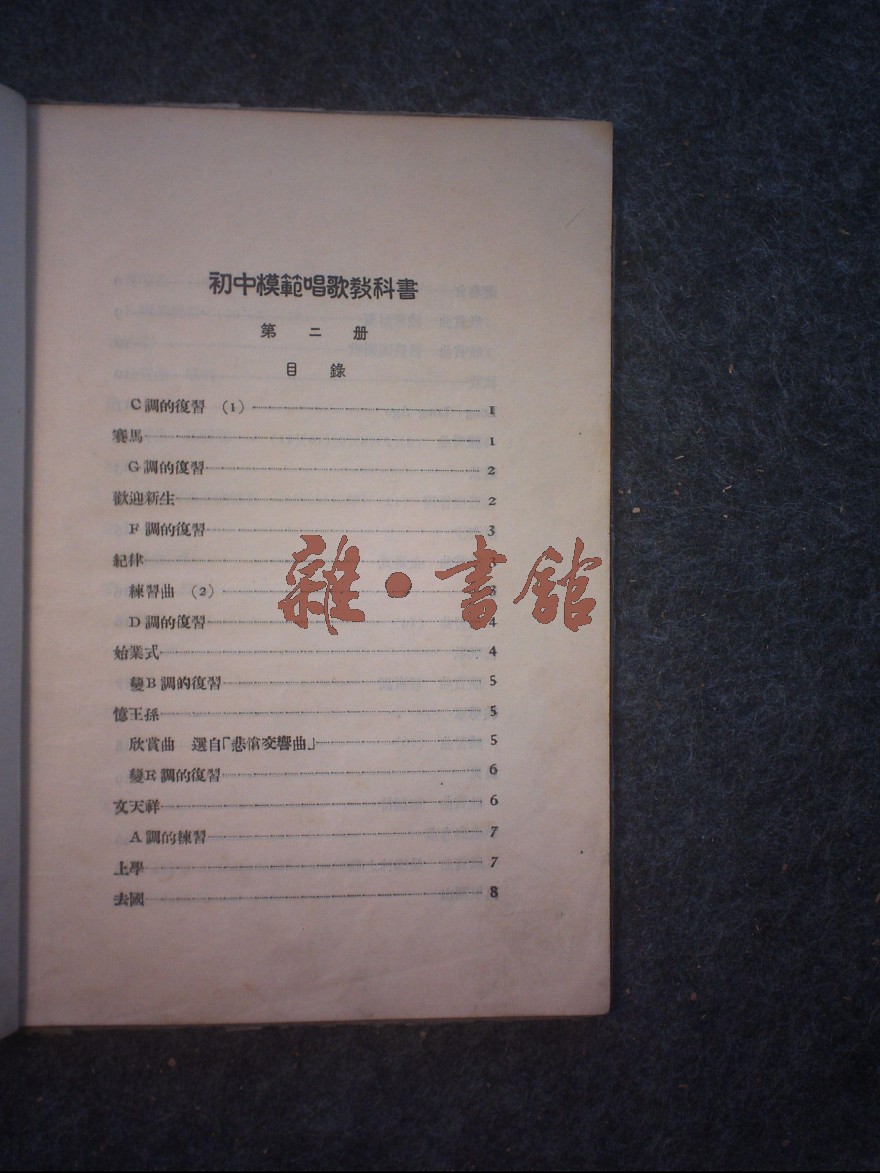 初中模範唱歌教科書
第二册
目錄
C調的復習 (1) 1
賽馬 1
G調的復習 2
歡迎新生 2
F調的復習 3
紀律 3
練習曲 (2) 3
D調的復習 4
始業式 4
變B調的復習 5
憶王孫 5
欣賞曲 選自「悲愴交響曲」 5
變E調的復習 6
文天祥 6
A調的練習 7
上學 7
去國 8
雜·書舘